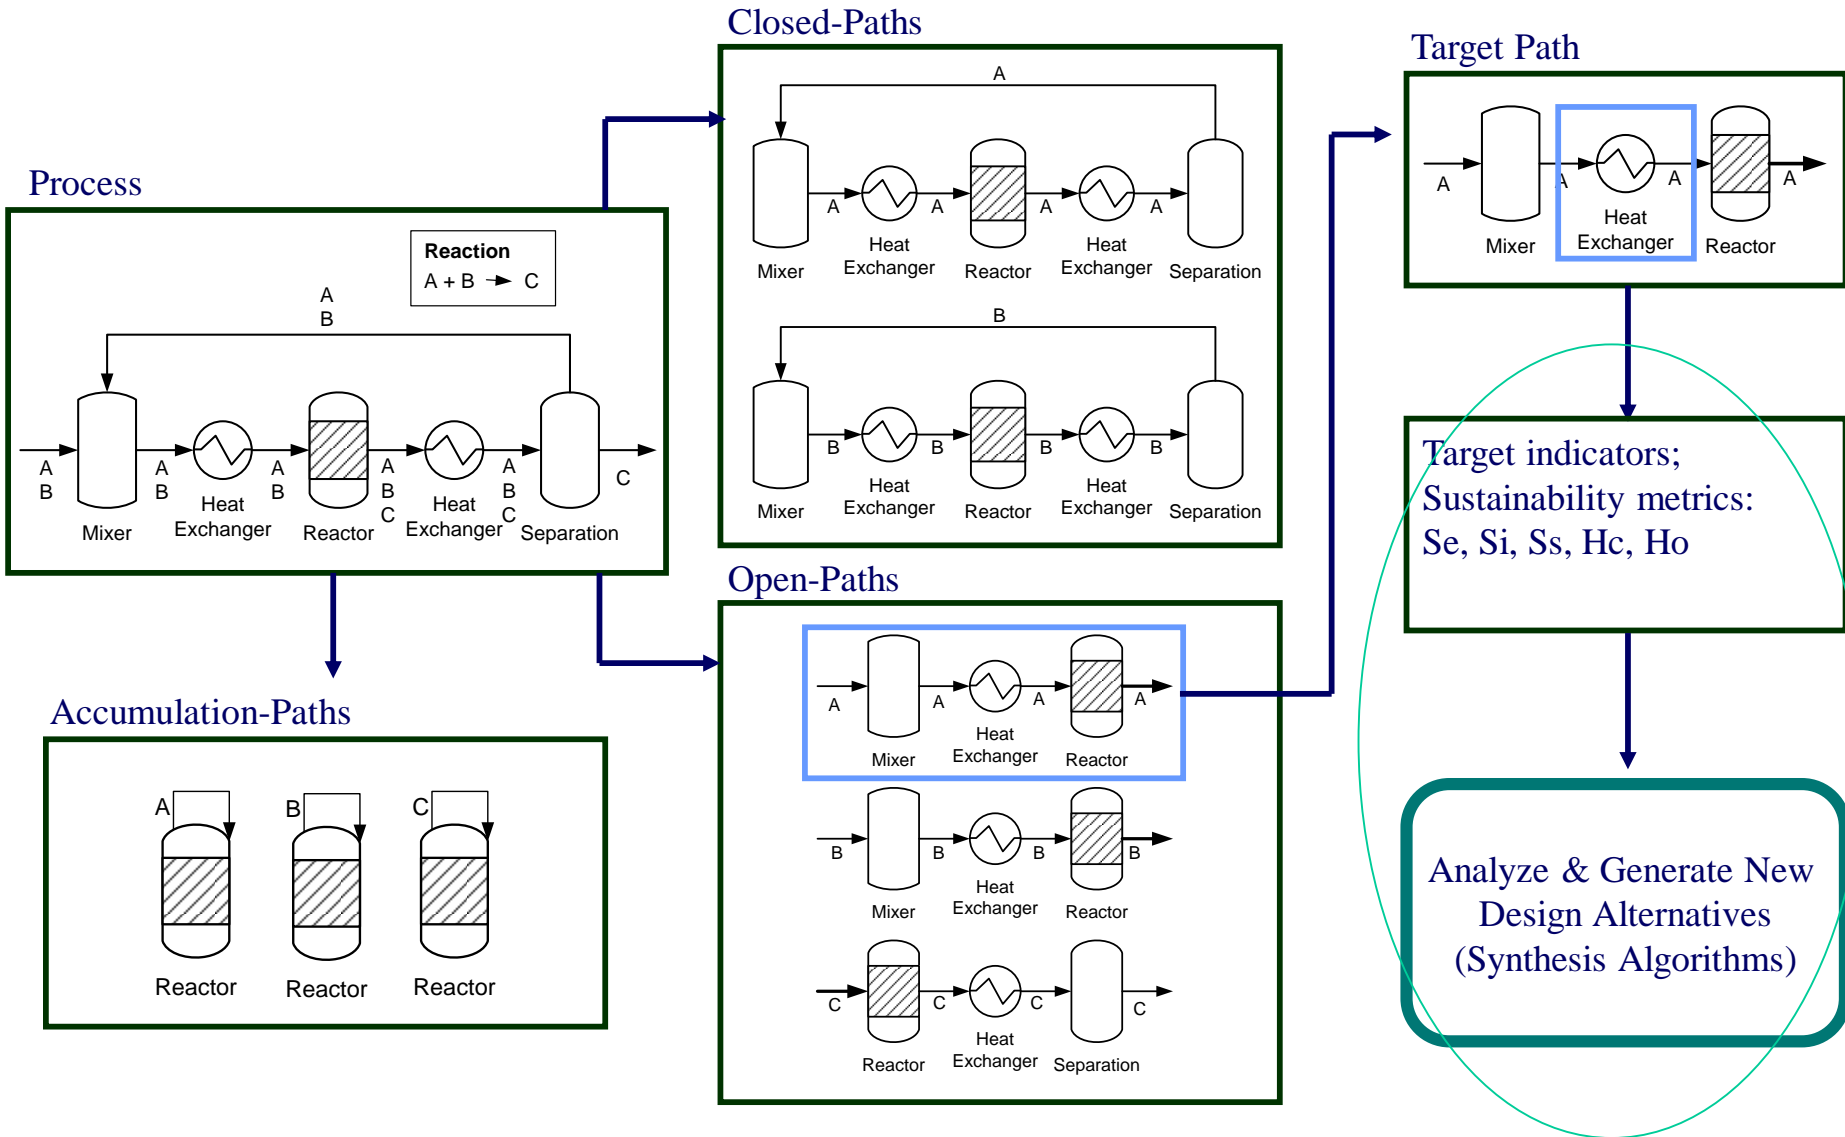 Process
Reaction
A + B → C
A
B
A
B
A
B
A
B
A
B
C
A
B
C
C
Mixer
Heat
Exchanger
Reactor
Heat
Exchanger
Separation
Accumulation-Paths
A
B
C
Reactor
Reactor
Reactor
Closed-Paths
A
A
A
A
A
Mixer
Heat
Exchanger
Reactor
Heat
Exchanger
Separation
B
B
B
B
B
Mixer
Heat
Exchanger
Reactor
Heat
Exchanger
Separation
Open-Paths
A
A
A
A
Mixer
Heat
Exchanger
Reactor
B
B
B
B
Mixer
Heat
Exchanger
Reactor
C
C
C
C
Reactor
Heat
Exchanger
Separation
Target Path
A
A
A
A
Mixer
Heat
Exchanger
Reactor
Target indicators;
Sustainability metrics:
Se, Si, Ss, Hc, Ho
Analyze & Generate New
Design Alternatives
(Synthesis Algorithms)